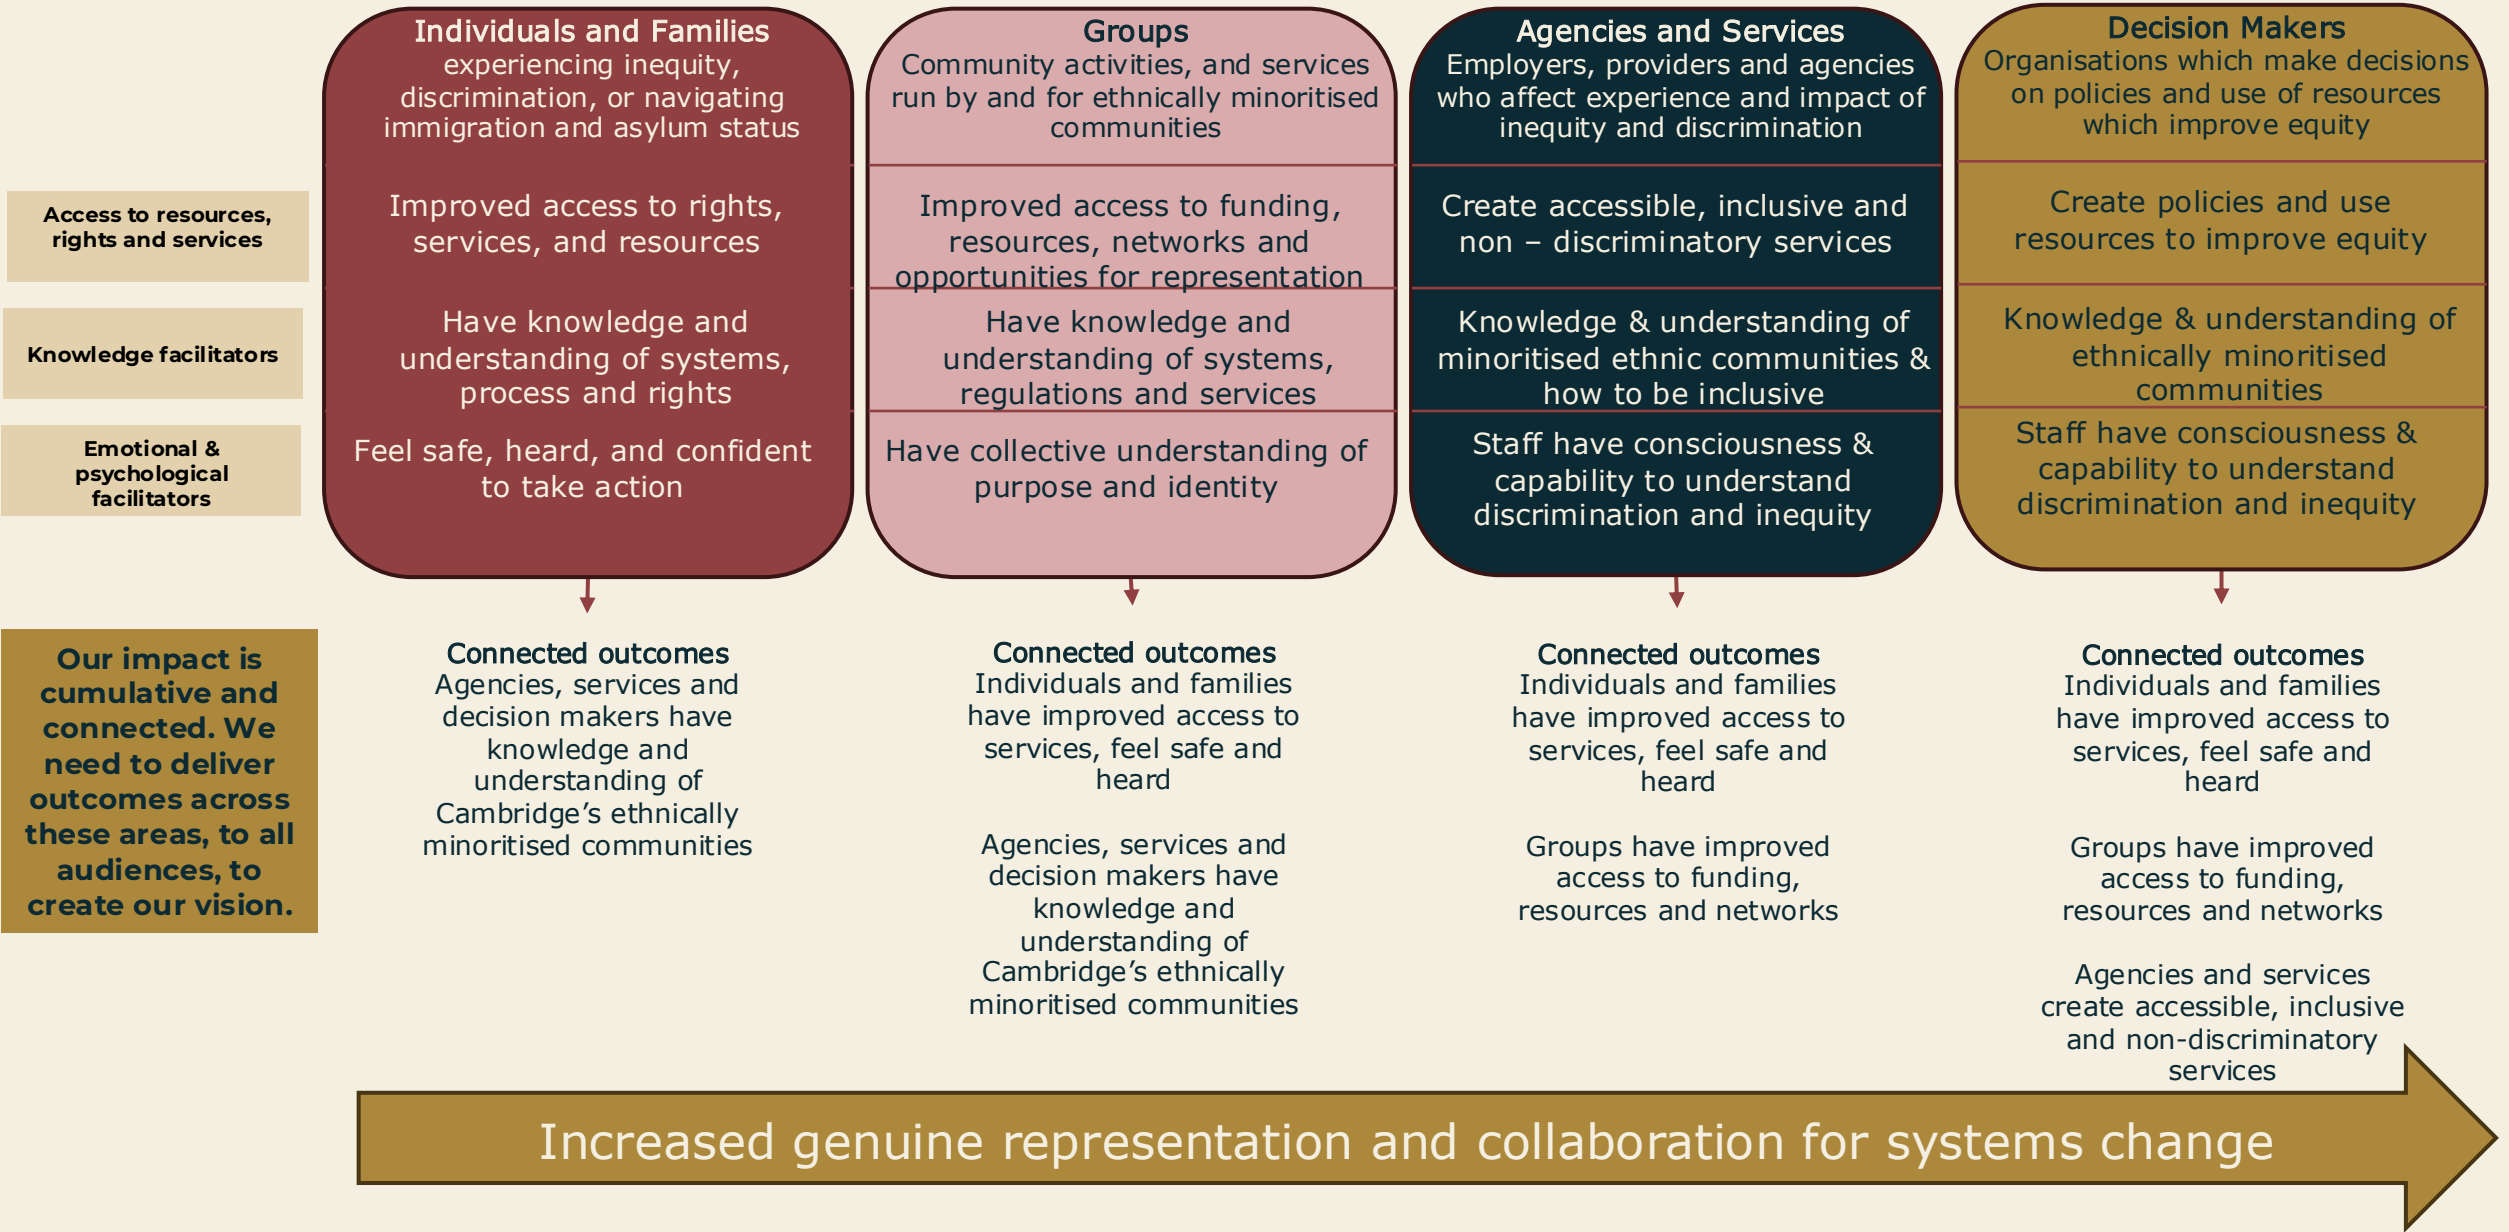 Individuals and Families
experiencing inequity,
discrimination, or navigating
immigration and asylum status
Groups
Community activities, and services
run by and for ethnically minoritised
communities
Agencies and Services
Employers, providers and agencies
who affect experience and impact of
inequity and discrimination
Decision Makers
Organisations which make decisions
on policies and use of resources
which improve equity
Access to resources,
rights and services
Improved access to rights,
services, and resources
Improved access to funding,
resources, networks and
opportunities for representation
Create accessible, inclusive and
non – discriminatory services
Create policies and use
resources to improve equity
Knowledge facilitators
Have knowledge and
understanding of systems,
process and rights
Have knowledge and
understanding of systems,
regulations and services
Knowledge & understanding of
minoritised ethnic communities &
how to be inclusive
Knowledge & understanding of
ethnically minoritised
communities
Emotional &
psychological
facilitators
Feel safe, heard, and confident
to take action
Have collective understanding of
purpose and identity
Staff have consciousness &
capability to understand
discrimination and inequity
Staff have consciousness &
capability to understand
discrimination and inequity
Our impact is
cumulative and
connected. We
need to deliver
outcomes across
these areas, to all
audiences, to
create our vision.
Connected outcomes
Agencies, services and
decision makers have
knowledge and
understanding of
Cambridge’s ethnically
minoritised communities
Connected outcomes
Individuals and families
have improved access to
services, feel safe and
heard
Agencies, services and
decision makers have
knowledge and
understanding of
Cambridge’s ethnically
minoritised communities
Connected outcomes
Individuals and families
have improved access to
services, feel safe and
heard
Groups have improved
access to funding,
resources and networks
Connected outcomes
Individuals and families
have improved access to
services, feel safe and
heard
Groups have improved
access to funding,
resources and networks
Agencies and services
create accessible, inclusive
and non-discriminatory
services
Increased genuine representation and collaboration for systems change